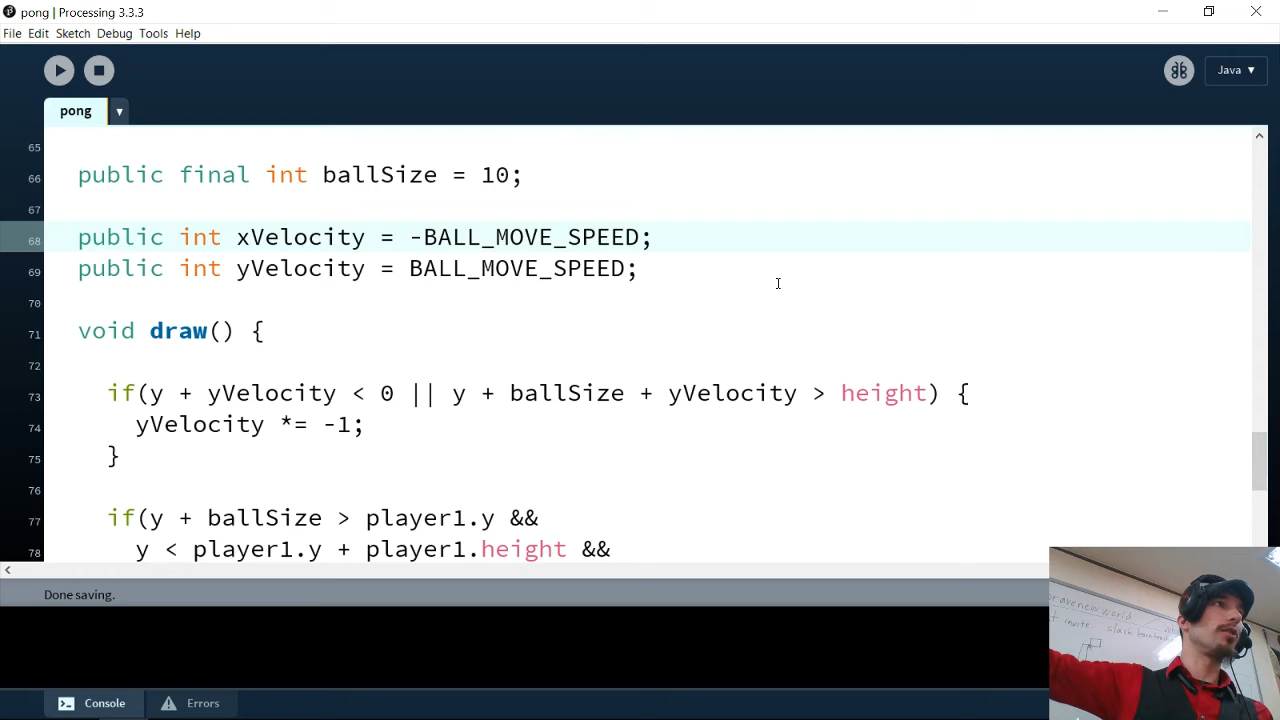 pong | Processing 3.3.3
File Edit Sketch Debug Tools Help
Java ▼
pong ▼
65
66 public final int ballSize = 10;
67
68 public int xVelocity = -BALL_MOVE_SPEED;
69 public int yVelocity = BALL_MOVE_SPEED;
70
71 void draw() {
72
73 if(y + yVelocity < 0 || y + ballSize + yVelocity > height) {
74 yVelocity *= -1;
75 }
76
77 if(y + ballSize > player1.y &&
78 y < player1.y + player1.height &&
Done saving.
ravenewworld
invite: slash
Console Errors